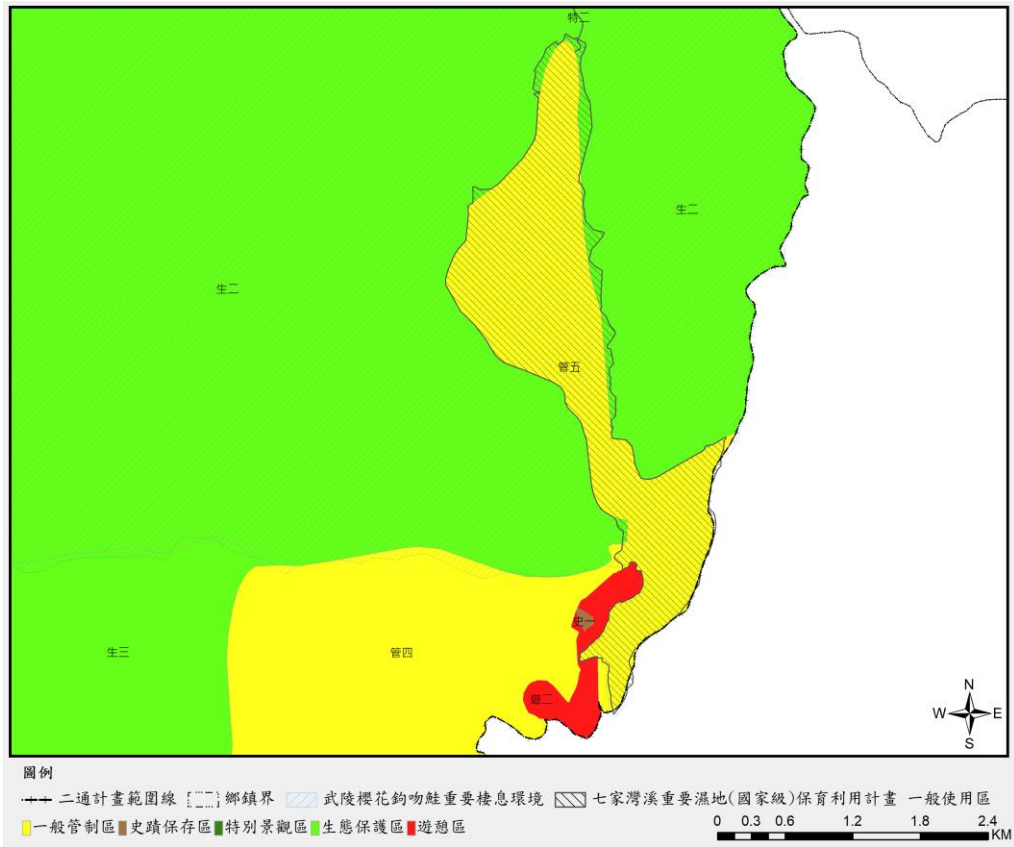 特二
生二
生二
管五
史一
生三
管四
遊二
N
W E
S
圖例
二通計畫範圍線 鄉鎮界 武陵櫻花鉤吻鮭重要棲息環境 七家灣溪重要濕地(國家級)保育利用計畫 一般使用區
一般管制區 史蹟保存區 特別景觀區 生態保護區 遊憩區
0 0.3 0.6 1.2 1.8 2.4
KM